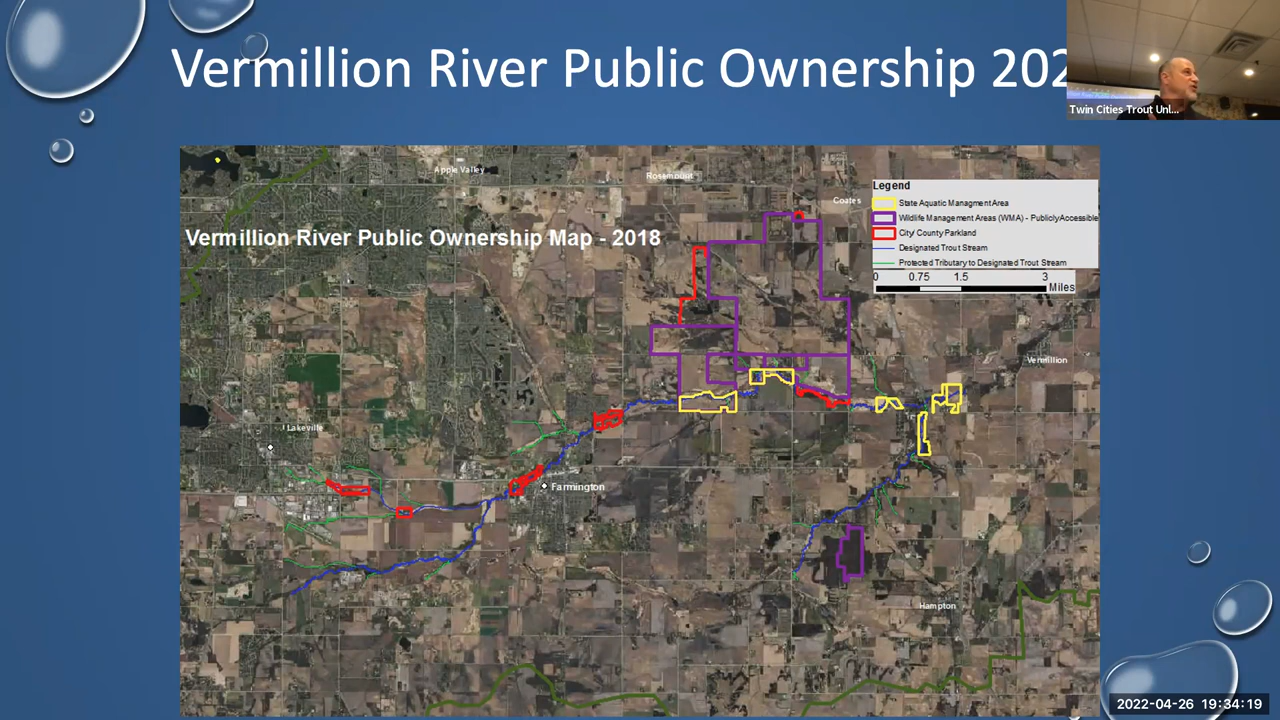 Vermillion River Public Ownership 202
Twin Cities Trout Unl...
Apple Valley
Rosemount
Coates
Legend
State Aquatic Managment Area
Wildlife Management Areas (WMA) - PubliclyAccessible
City/ County Parkland
Designated Trout Stream
Protected Tributary to Designated Trout Stream
0 0.75 1.5 3
Miles
Vermillion River Public Ownership Map - 2018
Vermillion
Lakeville
Farmington
Hampton
2022-04-26 19:34:19